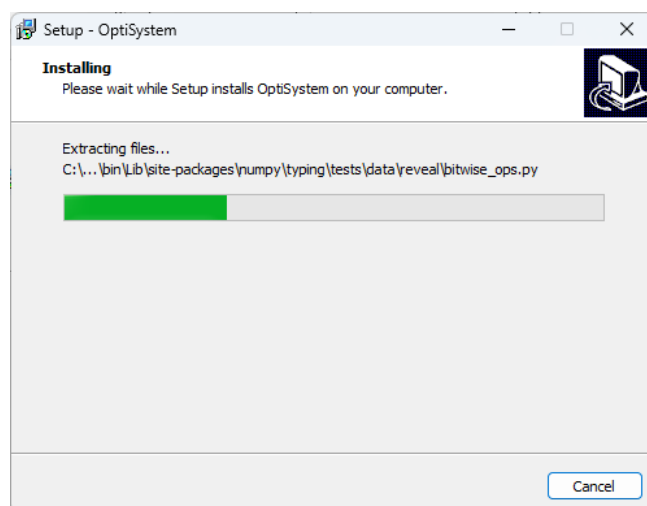 Setup - OptiSystem
Installing
Please wait while Setup installs OptiSystem on your computer.
Extracting files...
C:\...\bin\Lib\site-packages\numpy\typing\tests\data\reveal\bitwise_ops.py
Cancel